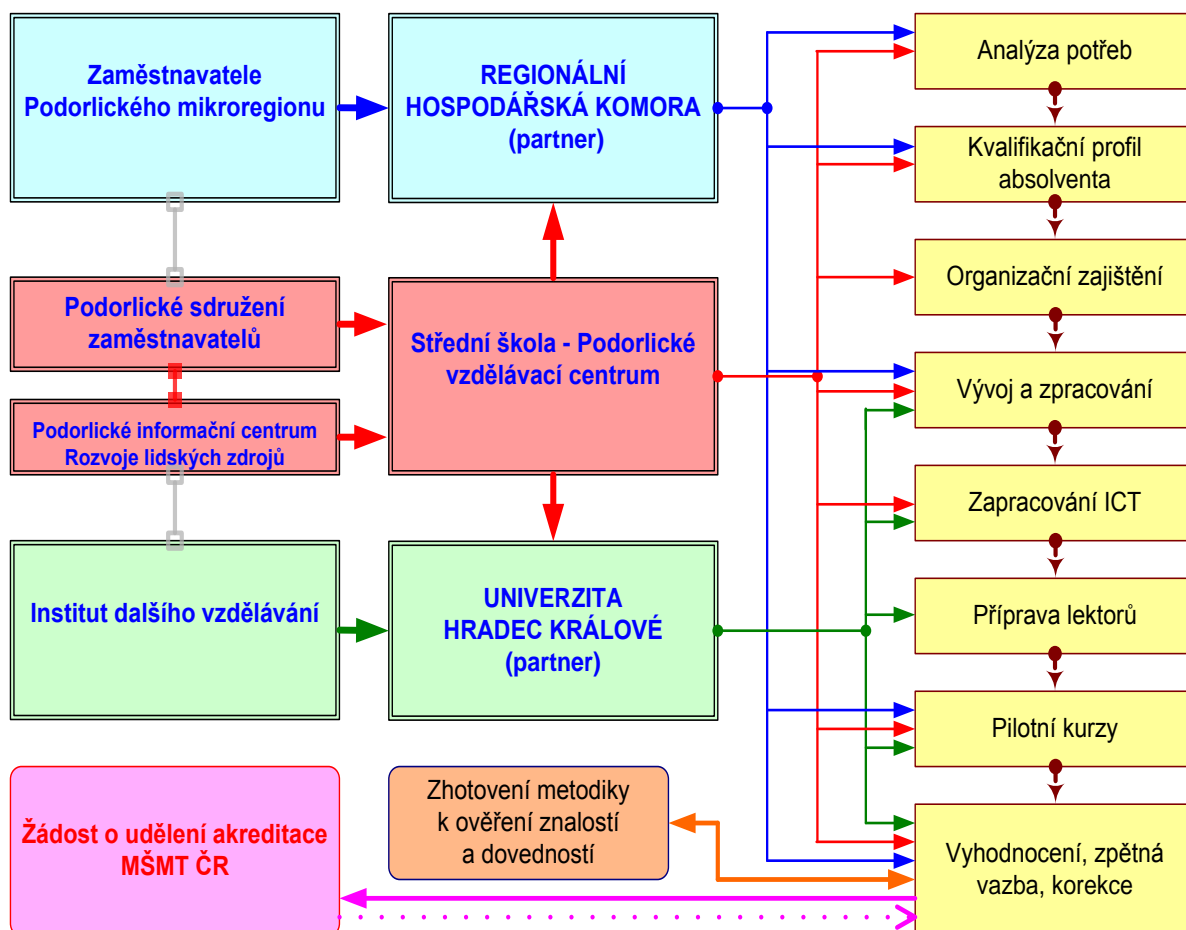 Zaměstnavatele
Podorlického mikroregionu
REGIONÁLNÍ
HOSPODÁŘSKÁ KOMORA
(partner)
Podorlické sdružení
zaměstnavatelů
Podorlické informační centrum
Rozvoje lidských zdrojů
Střední škola - Podorlické
vzdělávací centrum
Institut dalšího vzdělávání
UNIVERZITA
HRADEC KRÁLOVÉ
(partner)
Žádost o udělení akreditace
MŠMT ČR
Zhotovení metodiky
k ověření znalostí
a dovedností
Analýza potřeb
Kvalifikační profil
absolventa
Organizační zajištění
Vývoj a zpracování
Zapracování ICT
Příprava lektorů
Pilotní kurzy
Vyhodnocení, zpětná
vazba, korekce